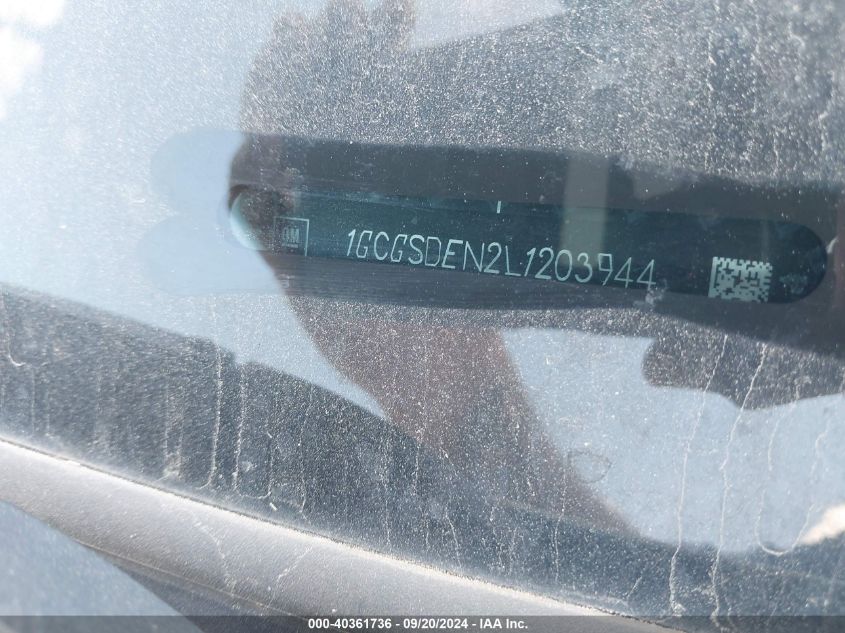 GM
1GCGSDEN2L1203944
000-40361736 - 09/20/2024 - IAA Inc.